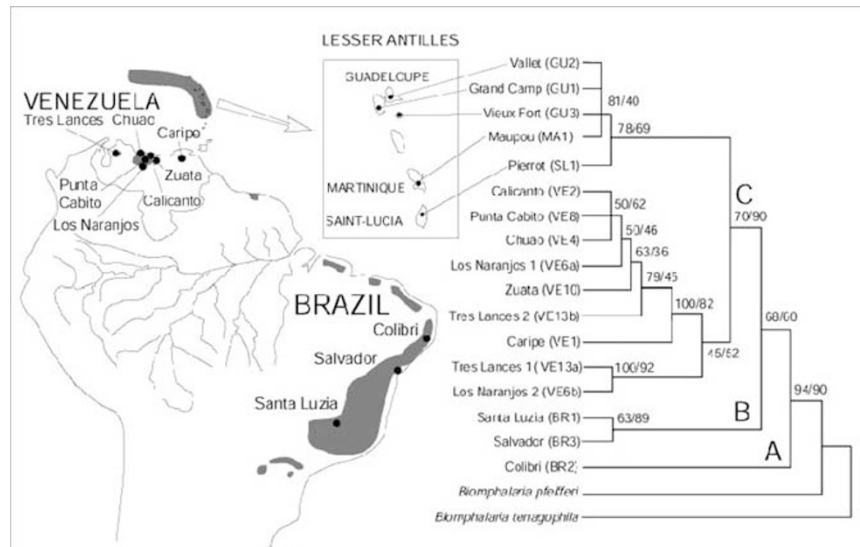 LESSER ANTILLES
GUADELCUPE
MARTINIQUE
SAINT-LUCIA
VENEZUELA
Tres Lances
Chuao
Caripo
Zuata
Punta
Cabito
Calicanto
Los Naranjos
BRAZIL
Colibri
Salvador
Santa Luzia
Vallet (GU2)
Grand Camp (GU1)
Vieux Fort (GU3)
Maupou (MA1)
Pierrot (SL1)
Calicanto (VE2)
Punta Cabito (VE8)
Chuao (VE4)
Los Naranjos 1 (VE6a)
Zuata (VE10)
Tres Lances 2 (VE13b)
Caripe (VE1)
Tres Lances 1 (VE13a)
Los Naranjos 2 (VE6b)
Santa Luzia (BR1)
Salvador (BR3)
Colibri (BR2)
Biomphalaria pfeifferi
Biomphalaria tenagophila
81/40
78/69
50/62
50/46
63/36
79/45
100/82
45/52
100/92
C
70/90
68/60
63/89
B
94/90
A